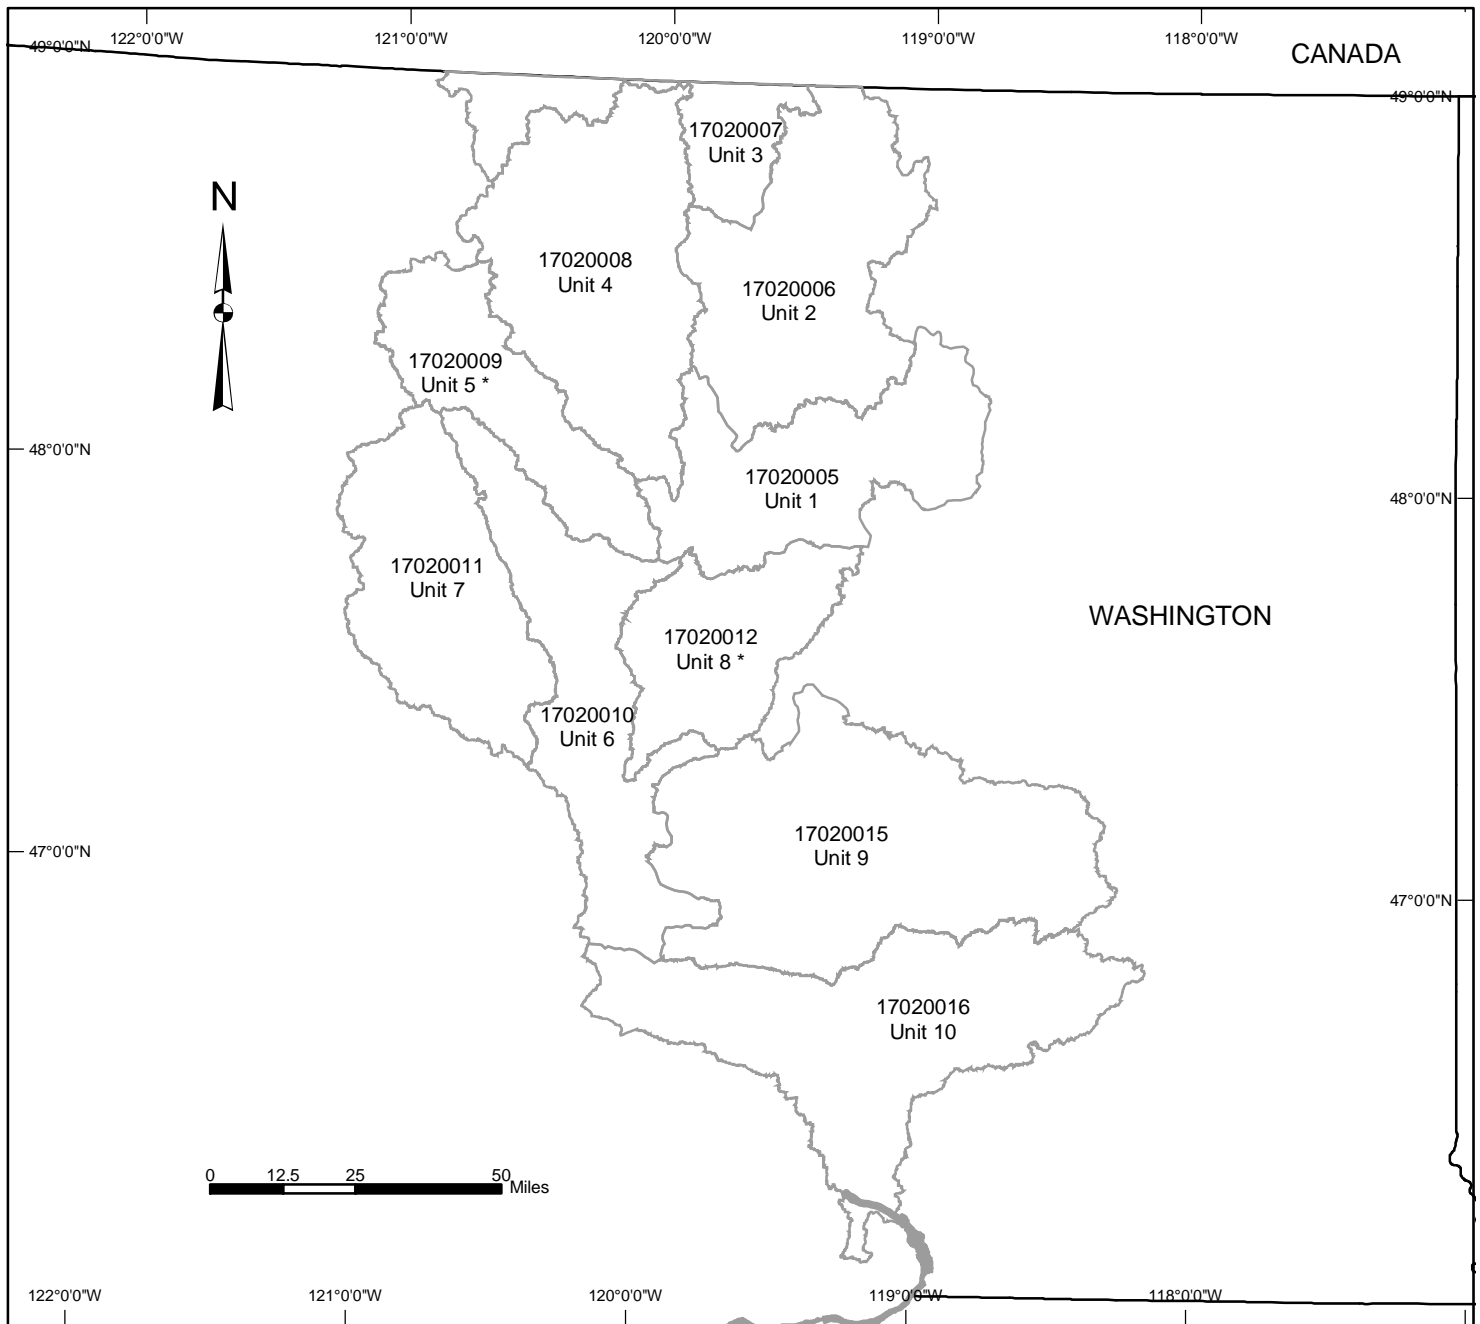 122°0'0"W 121°0'0"W 120°0'0"W 119°0'0"W 118°0'0"W
CANADA
49°0'0"N
49°0'0"N
17020007
Unit 3
N
17020008
Unit 4
17020006
Unit 2
17020009
Unit 5 *
48°0'0"N
17020005
Unit 1
48°0'0"N
17020011
Unit 7
WASHINGTON
17020012
Unit 8 *
17020010
Unit 6
17020015
Unit 9
47°0'0"N
47°0'0"N
17020016
Unit 10
0 12.5 25 50
Miles
122°0'0"W 121°0'0"W 120°0'0"W 119°0'0"W 118°0'0"W